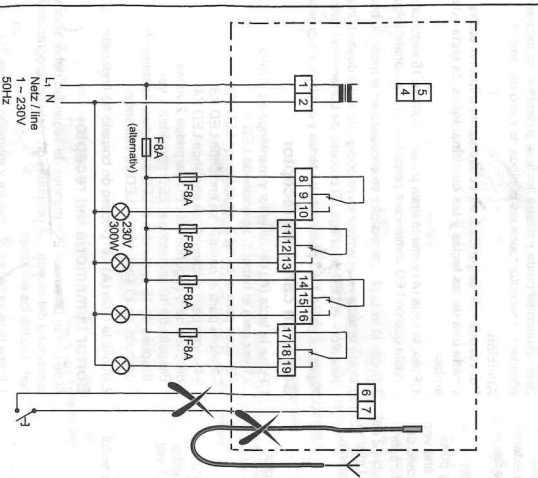 5
4
1
2
8 9 10
11 12 13
14 15 16
17 18 19
6
7
L1 N
Netz / line
1 ~ 230V
50Hz
F8A
(alternativ)
F8A
F8A
F8A
F8A
230V
300W